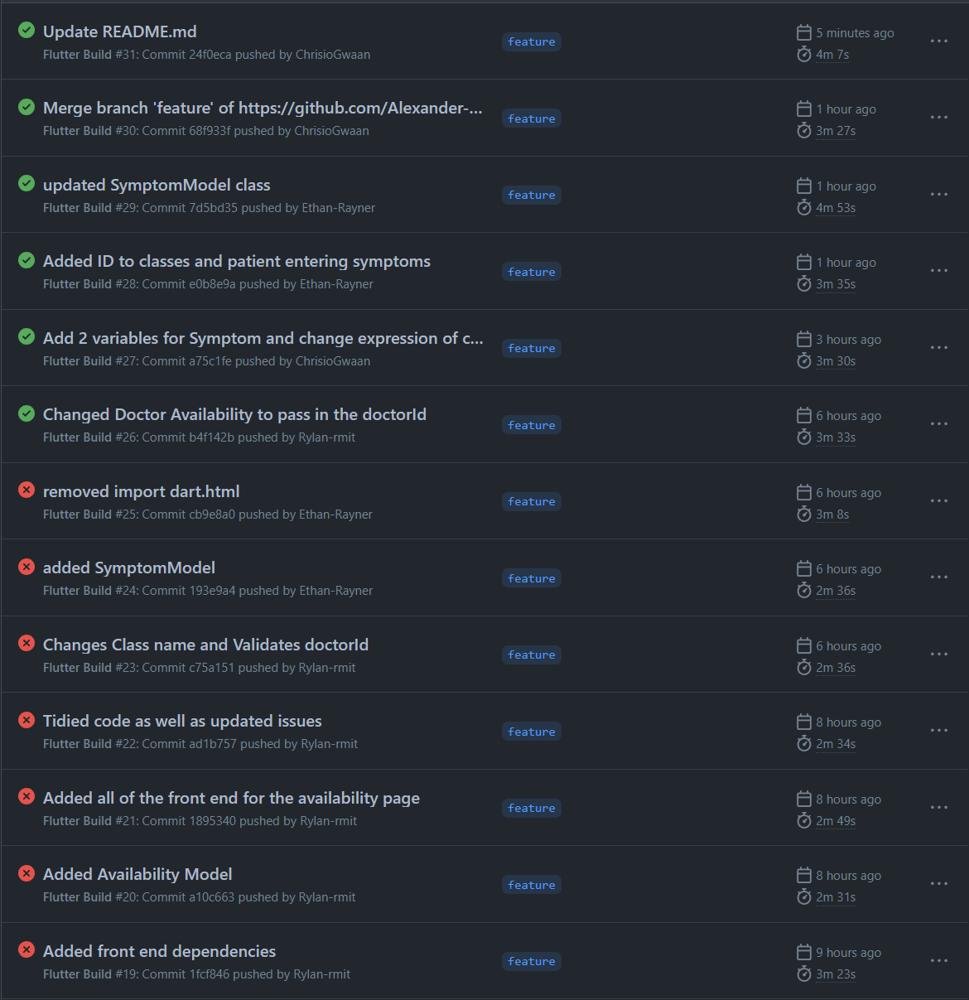 Update README.md
Flutter Build #31: Commit 24f0eca pushed by ChrisioGwaan
feature
5 minutes ago
4m 7s
Merge branch 'feature' of https://github.com/Alexander-...
Flutter Build #30: Commit 68f933f pushed by ChrisioGwaan
feature
1 hour ago
3m 27s
updated SymptomModel class
Flutter Build #29: Commit 7d5bd35 pushed by Ethan-Rayner
feature
1 hour ago
4m 53s
Added ID to classes and patient entering symptoms
Flutter Build #28: Commit e0b8e9a pushed by Ethan-Rayner
feature
1 hour ago
3m 35s
Add 2 variables for Symptom and change expression of c...
Flutter Build #27: Commit a75c1fe pushed by ChrisioGwaan
feature
3 hours ago
3m 30s
Changed Doctor Availability to pass in the doctorId
Flutter Build #26: Commit b4f142b pushed by Rylan-rmit
feature
6 hours ago
3m 33s
removed import dart.html
Flutter Build #25: Commit cb9e8a0 pushed by Ethan-Rayner
feature
6 hours ago
3m 8s
added SymptomModel
Flutter Build #24: Commit 193e9a4 pushed by Ethan-Rayner
feature
6 hours ago
2m 36s
Changes Class name and Validates doctorId
Flutter Build #23: Commit c75a151 pushed by Rylan-rmit
feature
6 hours ago
2m 36s
Tidied code as well as updated issues
Flutter Build #22: Commit ad1b757 pushed by Rylan-rmit
feature
8 hours ago
2m 34s
Added all of the front end for the availability page
Flutter Build #21: Commit 1895340 pushed by Rylan-rmit
feature
8 hours ago
2m 49s
Added Availability Model
Flutter Build #20: Commit a10c663 pushed by Rylan-rmit
feature
8 hours ago
2m 31s
Added front end dependencies
Flutter Build #19: Commit 1fcf846 pushed by Rylan-rmit
feature
9 hours ago
3m 23s